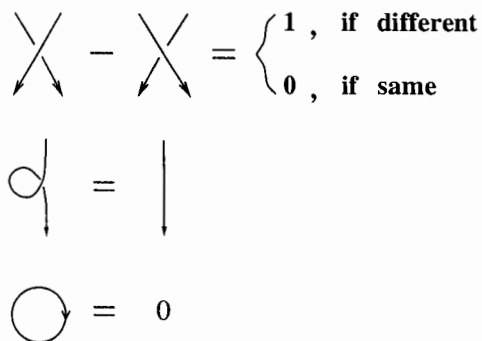 − = { 1 , if different
0 , if same
=
= 0